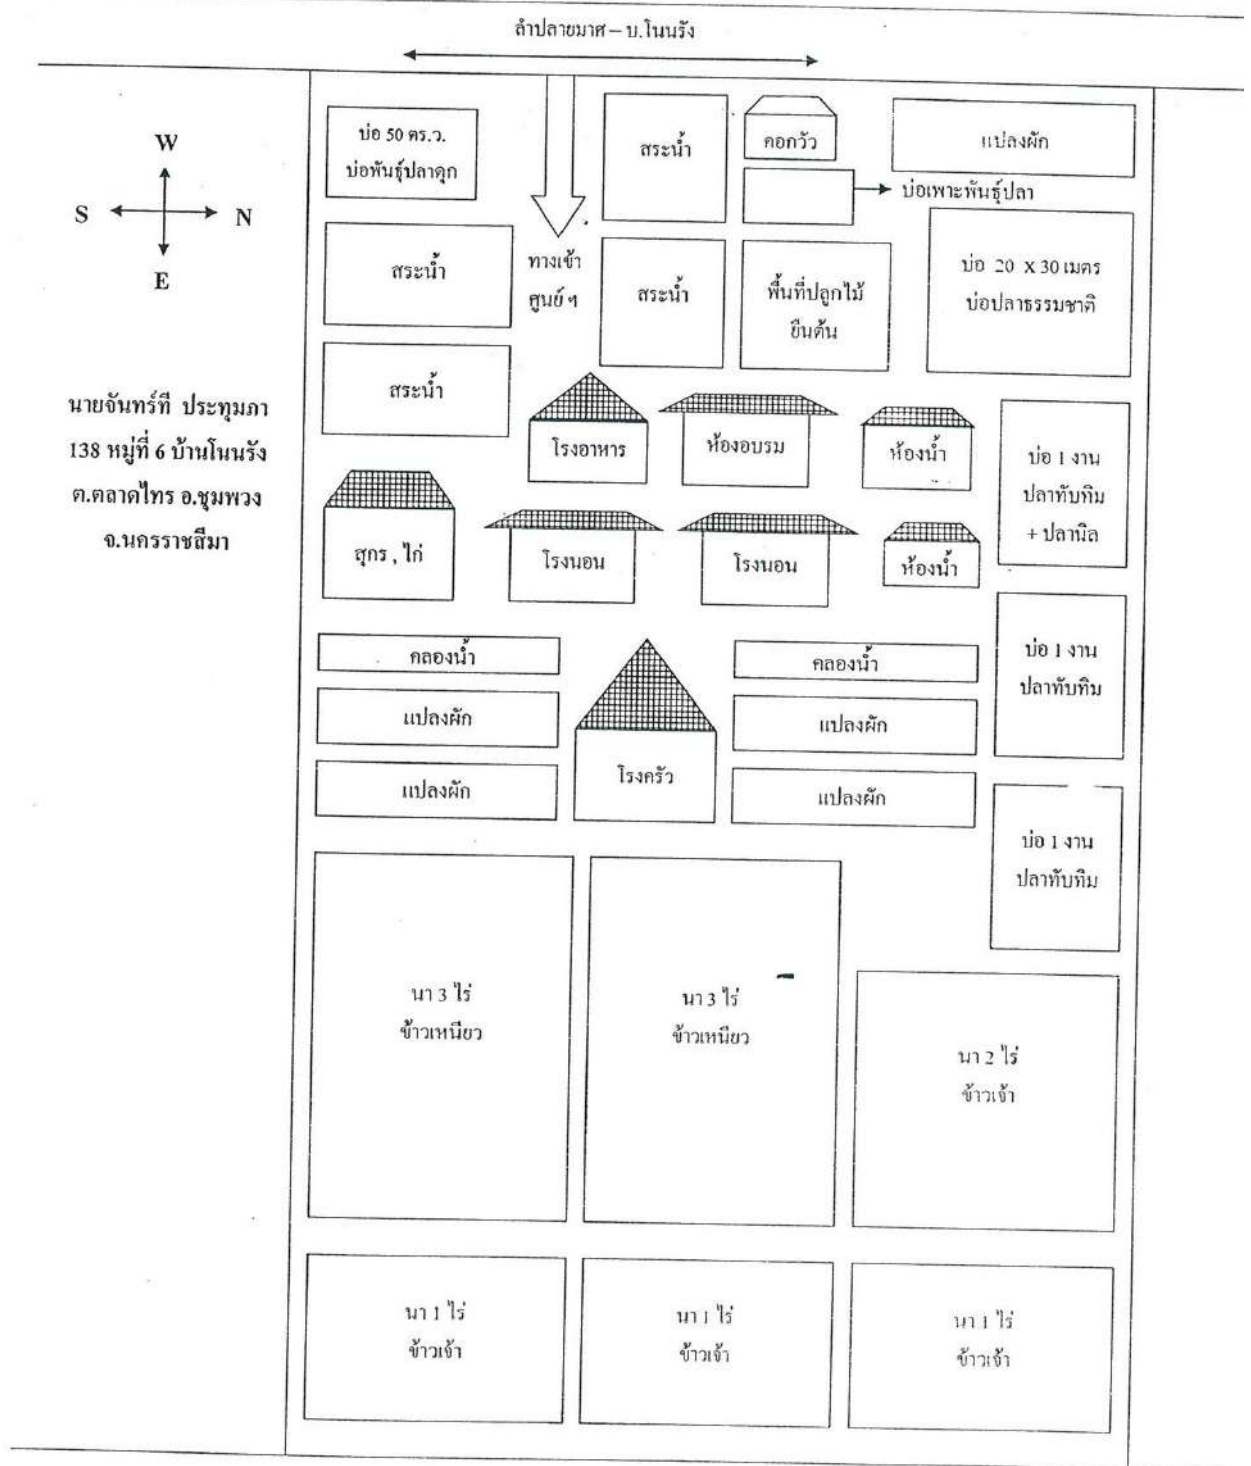 ลำปลายมาศ – บ.โนนรัง
W
S
N
E
นายจันทร์ที ประทุมภา
138 หมู่ที่ 6 บ้านโนนรัง
ต.ตลาดไทร อ.ชุมพวง
จ.นครราชสีมา
บ่อ 50 ตร.ว.
บ่อพันธุ์ปลาดุก
ทางเข้า
ศูนย์ ฯ
สระน้ำ
คอกวัว
แปลงผัก
บ่อเพาะพันธุ์ปลา
สระน้ำ
สระน้ำ
พื้นที่ปลูกไม้
ยืนต้น
บ่อ 20 X 30 เมตร
บ่อปลาธรรมชาติ
สระน้ำ
โรงอาหาร
ห้องอบรม
ห้องน้ำ
บ่อ 1 งาน
ปลาทับทิม
+ ปลานิล
สุกร , ไก่
โรงนอน
โรงนอน
ห้องน้ำ
คลองน้ำ
คลองน้ำ
บ่อ 1 งาน
ปลาทับทิม
แปลงผัก
แปลงผัก
โรงครัว
แปลงผัก
แปลงผัก
บ่อ 1 งาน
ปลาทับทิม
นา 3 ไร่
ข้าวเหนียว
นา 3 ไร่
ข้าวเหนียว
นา 2 ไร่
ข้าวเจ้า
นา 1 ไร่
ข้าวเจ้า
นา 1 ไร่
ข้าวเจ้า
นา 1 ไร่
ข้าวเจ้า